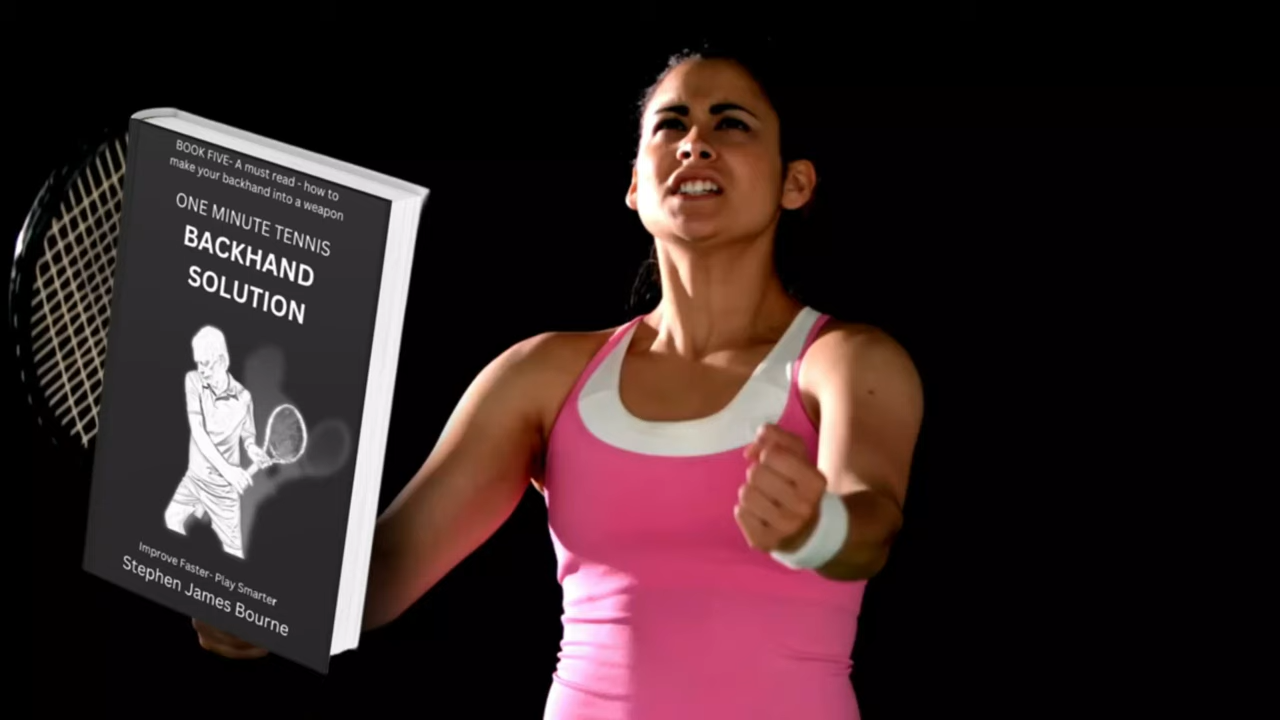 BOOK FIVE- A must read - how to
make your backhand into a weapon
ONE MINUTE TENNIS
BACKHAND
SOLUTION
Improve Faster- Play Smarter
Stephen James Bourne